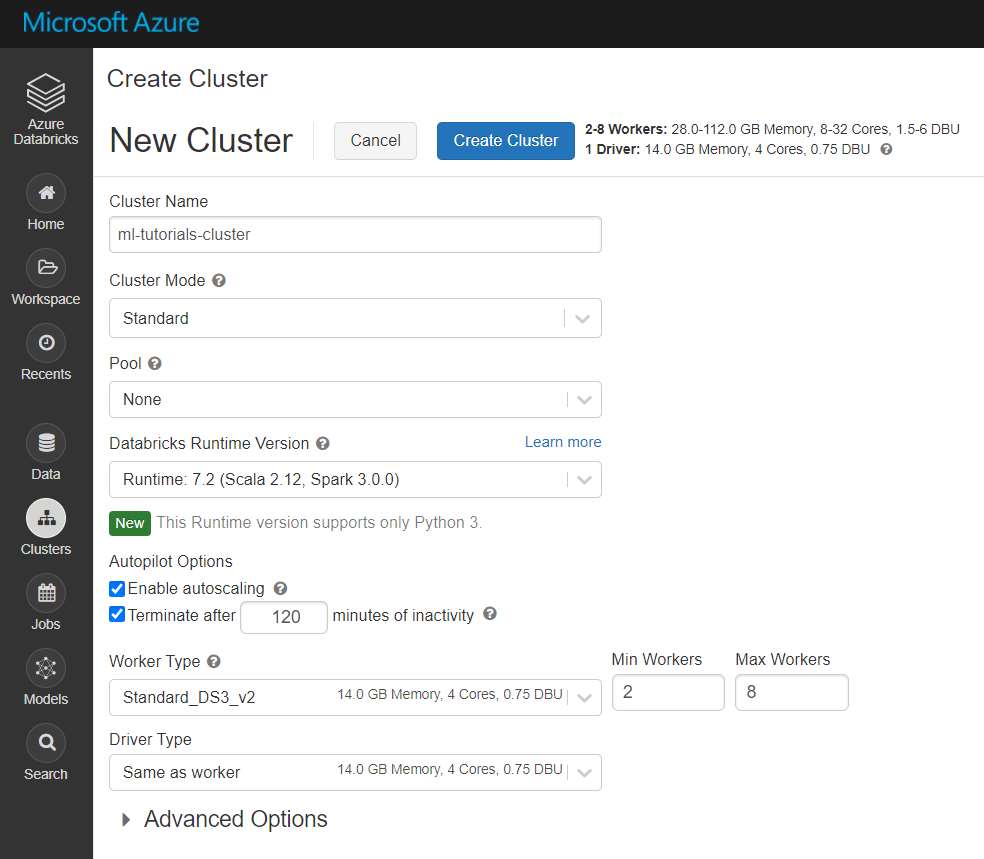 Microsoft Azure
Azure
Databricks
Home
Workspace
Recents
Data
Clusters
Jobs
Models
Search
Create Cluster
New Cluster
Cancel
Create Cluster
2-8 Workers: 28.0-112.0 GB Memory, 8-32 Cores, 1.5-6 DBU
1 Driver: 14.0 GB Memory, 4 Cores, 0.75 DBU ?
Cluster Name
ml-tutorials-cluster
Cluster Mode ?
Standard
Pool ?
None
Databricks Runtime Version ? Learn more
Runtime: 7.2 (Scala 2.12, Spark 3.0.0)
New This Runtime version supports only Python 3.
Autopilot Options
Enable autoscaling ?
Terminate after 120 minutes of inactivity ?
Worker Type ? Min Workers Max Workers
Standard_DS3_v2 14.0 GB Memory, 4 Cores, 0.75 DBU 2 8
Driver Type
Same as worker 14.0 GB Memory, 4 Cores, 0.75 DBU
Advanced Options